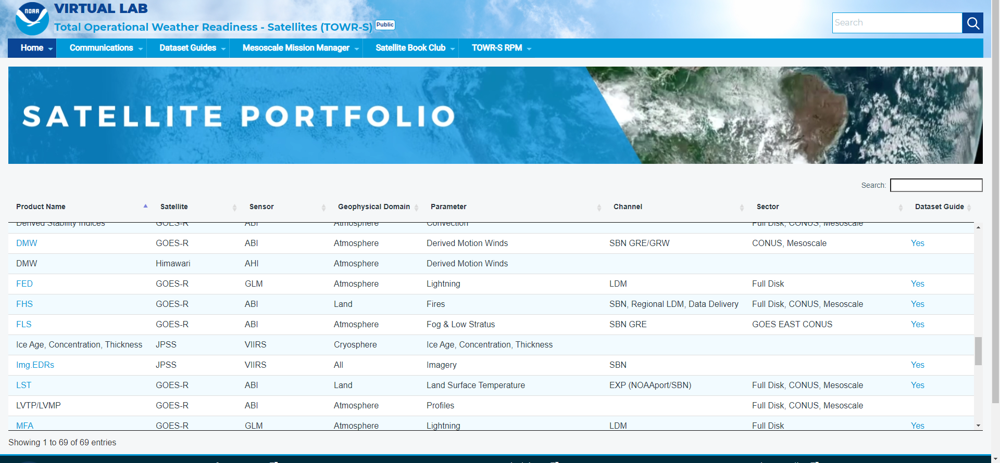 NOAA
VIRTUAL LAB
Total Operational Weather Readiness - Satellites (TOWR-S) Public
Search
Home Communications Dataset Guides Mesoscale Mission Manager Satellite Book Club TOWR-S RPM
SATELLITE PORTFOLIO
Search:
Product Name Satellite Sensor Geophysical Domain Parameter Channel Sector Dataset Guide
Derived Stability Indices GOES-R ABI Atmosphere Convection Full Disk, CONUS, Mesoscale
DMW GOES-R ABI Atmosphere Derived Motion Winds SBN GRE/GRW CONUS, Mesoscale Yes
DMW Himawari AHI Atmosphere Derived Motion Winds
FED GOES-R GLM Atmosphere Lightning LDM Full Disk Yes
FHS GOES-R ABI Land Fires SBN, Regional LDM, Data Delivery Full Disk, CONUS, Mesoscale Yes
FLS GOES-R ABI Atmosphere Fog & Low Stratus SBN GRE GOES EAST CONUS Yes
Ice Age, Concentration, Thickness JPSS VIIRS Cryosphere Ice Age, Concentration, Thickness
Img.EDRs JPSS VIIRS All Imagery SBN Yes
LST GOES-R ABI Land Land Surface Temperature EXP (NOAAport/SBN) Full Disk, CONUS, Mesoscale Yes
LVTP/LVMP GOES-R ABI Atmosphere Profiles Full Disk, CONUS, Mesoscale
MFA GOES-R GLM Atmosphere Lightning LDM Full Disk Yes
Showing 1 to 69 of 69 entries